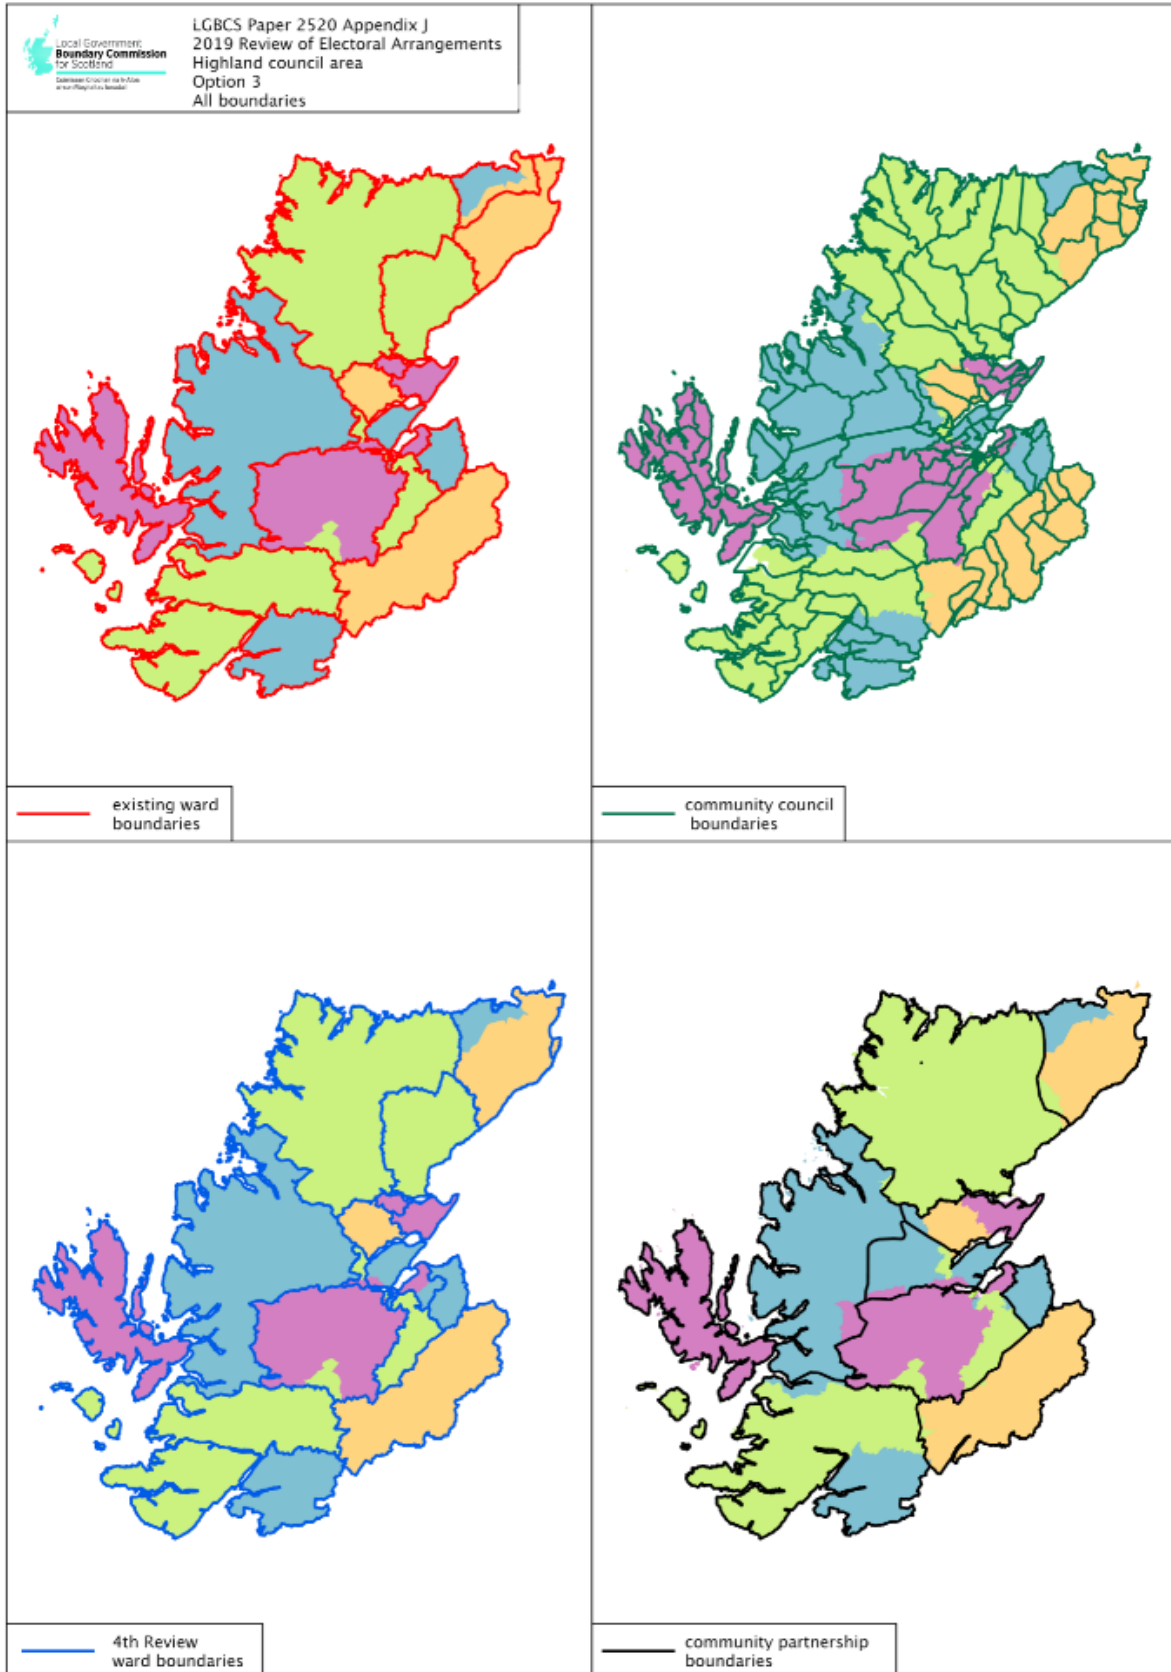 Local Government
Boundary Commission
for Scotland
LGBCS Paper 2520 Appendix J
2019 Review of Electoral Arrangements
Highland council area
Option 3
All boundaries
existing ward
boundaries
community council
boundaries
4th Review
ward boundaries
community partnership
boundaries